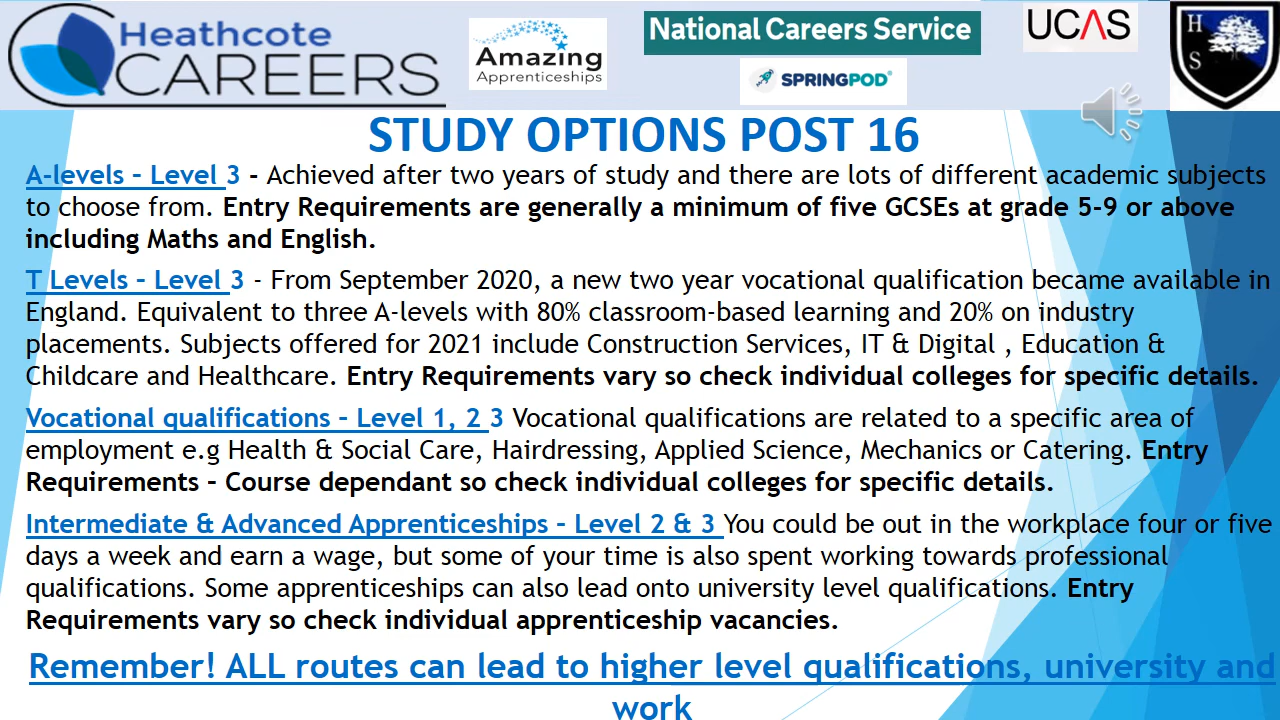 Heathcote
CAREERS
Amazing
Apprenticeships
National Careers Service
SPRINGPOD
UCAS
H
S
STUDY OPTIONS POST 16
A-levels – Level 3 - Achieved after two years of study and there are lots of different academic subjects
to choose from. Entry Requirements are generally a minimum of five GCSEs at grade 5-9 or above
including Maths and English.
T Levels – Level 3 - From September 2020, a new two year vocational qualification became available in
England. Equivalent to three A-levels with 80% classroom-based learning and 20% on industry
placements. Subjects offered for 2021 include Construction Services, IT & Digital , Education &
Childcare and Healthcare. Entry Requirements vary so check individual colleges for specific details.
Vocational qualifications – Level 1, 2 3 Vocational qualifications are related to a specific area of
employment e.g Health & Social Care, Hairdressing, Applied Science, Mechanics or Catering. Entry
Requirements – Course dependant so check individual colleges for specific details.
Intermediate & Advanced Apprenticeships – Level 2 & 3 You could be out in the workplace four or five
days a week and earn a wage, but some of your time is also spent working towards professional
qualifications. Some apprenticeships can also lead onto university level qualifications. Entry
Requirements vary so check individual apprenticeship vacancies.
Remember! ALL routes can lead to higher level qualifications, university and
work